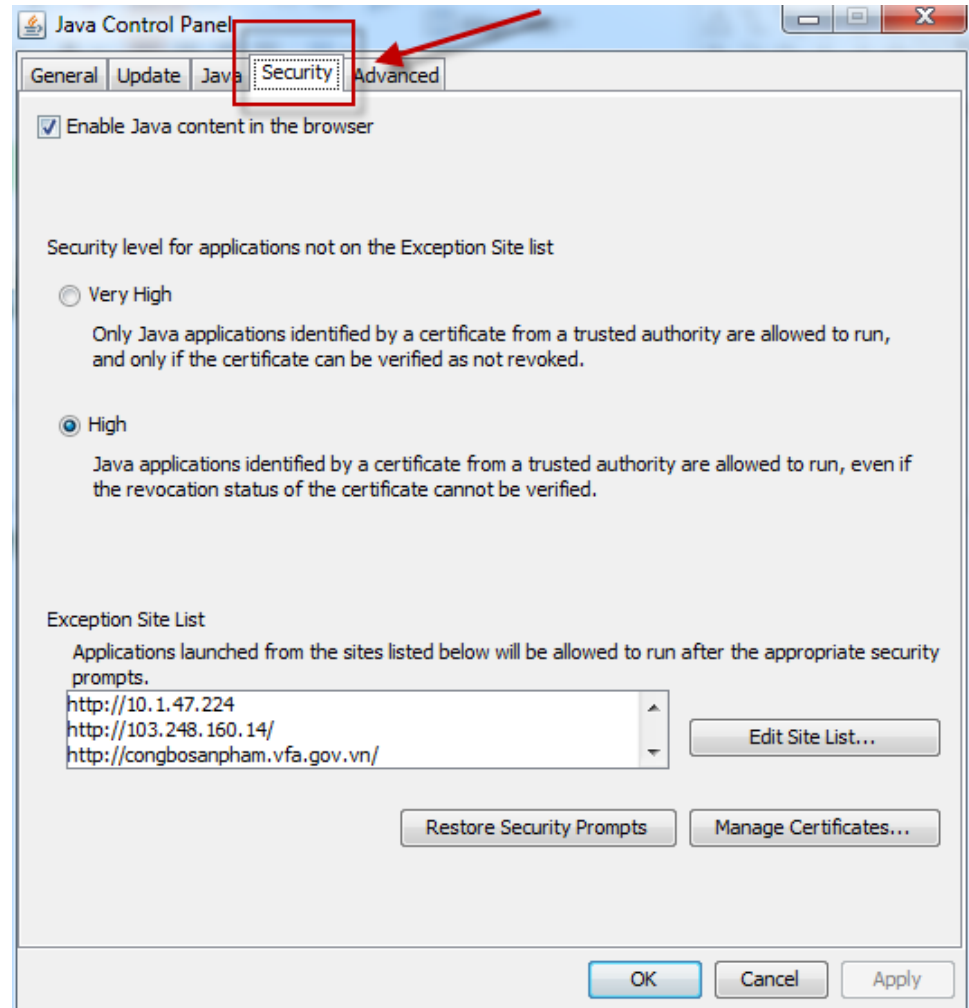 Java Control Panel
General Update Java Security Advanced
Enable Java content in the browser
Security level for applications not on the Exception Site list
Very High
Only Java applications identified by a certificate from a trusted authority are allowed to run,
and only if the certificate can be verified as not revoked.
High
Java applications identified by a certificate from a trusted authority are allowed to run, even if
the revocation status of the certificate cannot be verified.
Exception Site List
Applications launched from the sites listed below will be allowed to run after the appropriate security
prompts.
http://10.1.47.224
http://103.248.160.14/
http://congbosanpham.vfa.gov.vn/
Edit Site List...
Restore Security Prompts Manage Certificates...
OK Cancel Apply